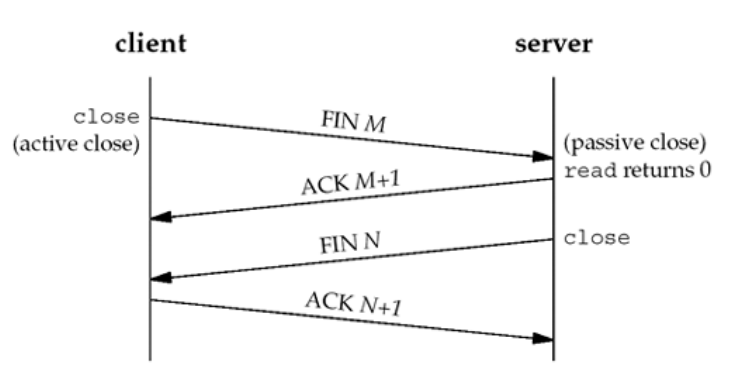 client
server
close
(active close)
FIN M
(passive close)
read returns 0
ACK M+1
FIN N
close
ACK N+1